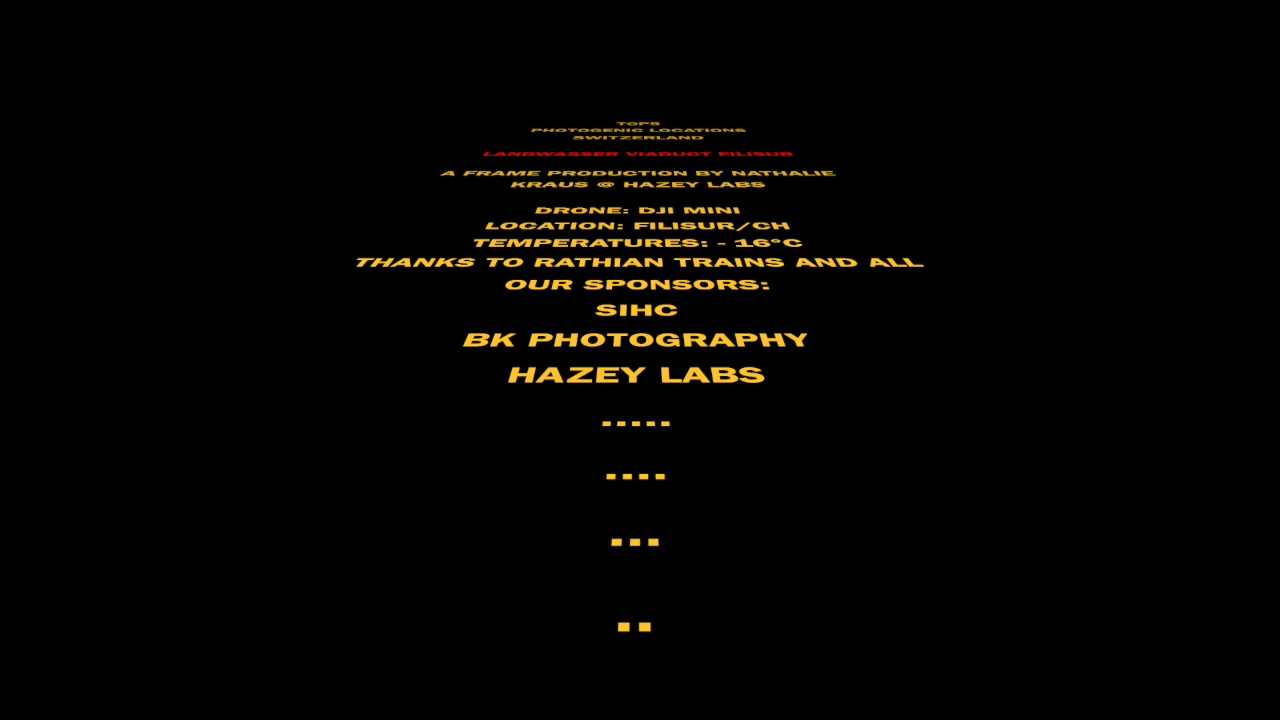 TOP5
PHOTOGENIC LOCATIONS
SWITZERLAND
LANDWASSER VIADUCT FILISUR
A FRAME PRODUCTION BY NATHALIE
KRAUS @ HAZEY LABS
DRONE: DJI MINI
LOCATION: FILISUR/CH
TEMPERATURES: - 16°C
THANKS TO RATHIAN TRAINS AND ALL
OUR SPONSORS:
SIHC
BK PHOTOGRAPHY
HAZEY LABS
.....
....
...
..